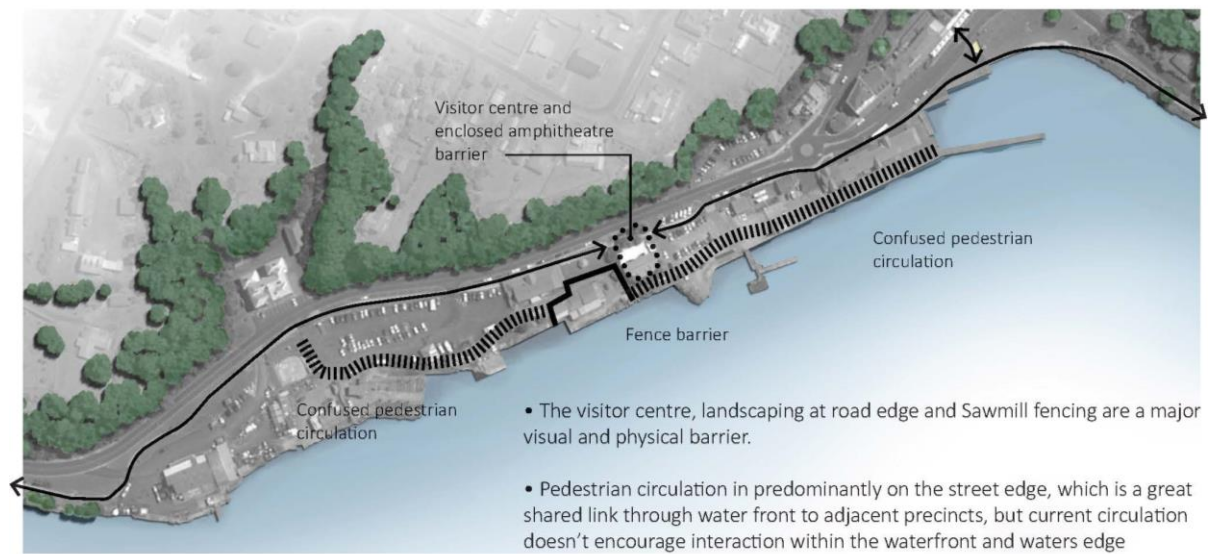 Visitor centre and
enclosed amphitheatre
barrier
Confused pedestrian
circulation
Fence barrier
Confused pedestrian
circulation
• The visitor centre, landscaping at road edge and Sawmill fencing are a major
visual and physical barrier.
• Pedestrian circulation in predominantly on the street edge, which is a great
shared link through water front to adjacent precincts, but current circulation
doesn't encourage interaction within the waterfront and waters edge